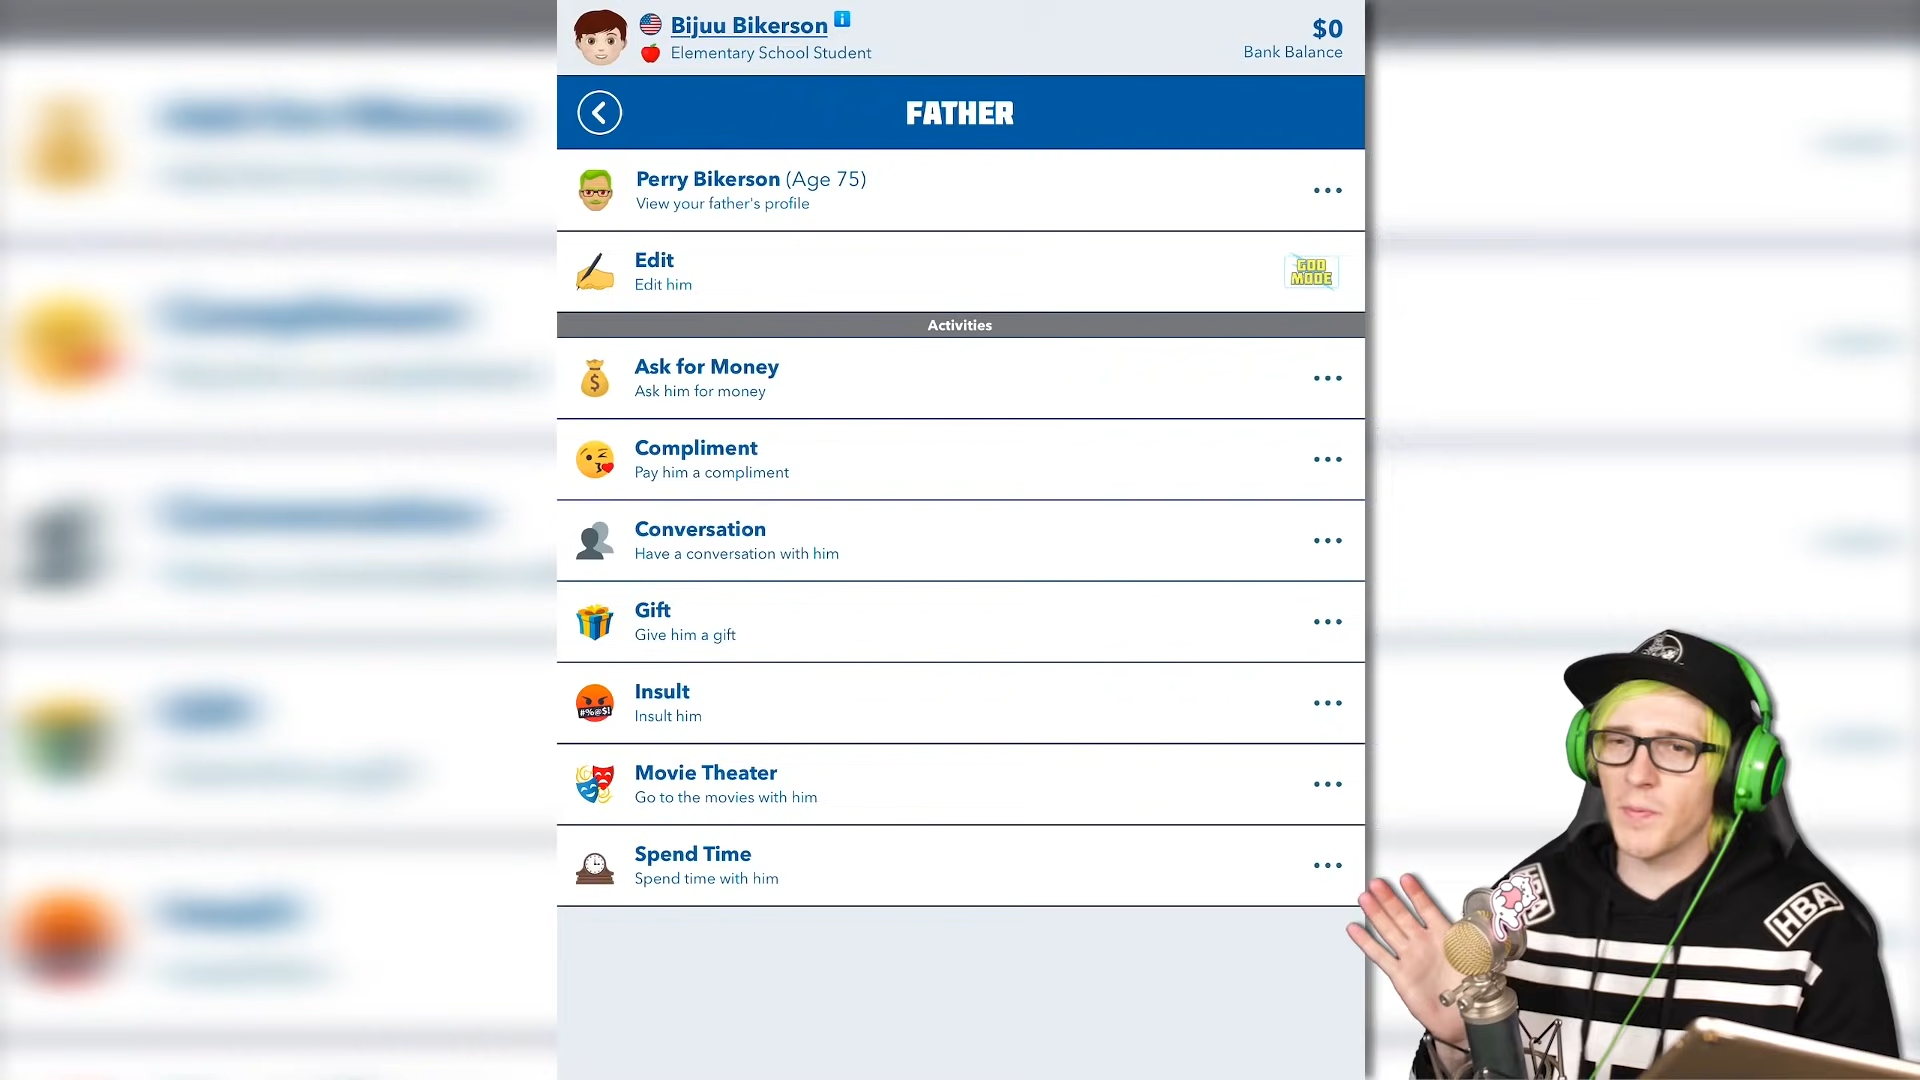 Bijuu Bikerson
Elementary School Student
$0
Bank Balance
FATHER
Perry Bikerson (Age 75)
View your father's profile
Edit
Edit him
GOD
MODE
Activities
Ask for Money
Ask him for money
Compliment
Pay him a compliment
Conversation
Have a conversation with him
Gift
Give him a gift
Insult
#%@$!
Insult him
Movie Theater
Go to the movies with him
Spend Time
Spend time with him
HBA